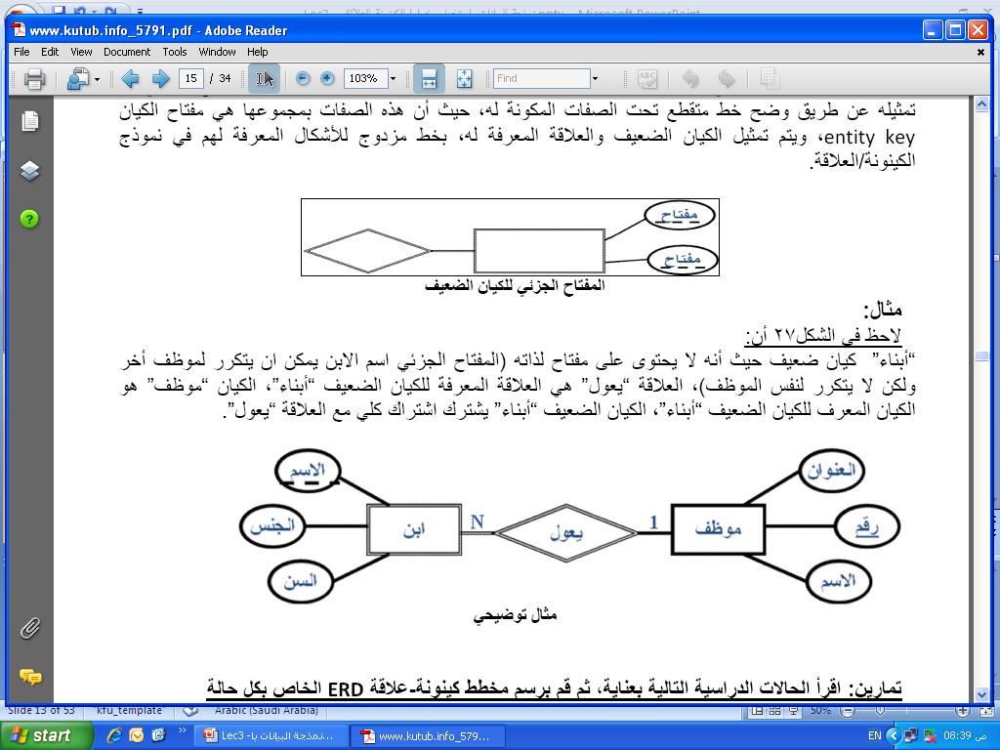 www.kutub.info_5791.pdf - Adobe Reader
File Edit View Document Tools Window Help
15 / 34 103% Find
تمثيله عن طريق وضح خط متقطع تحت الصفات المكونة له، حيث أن هذه الصفات بمجموعها هي مفتاح الكيان
entity key، ويتم تمثيل الكيان الضعيف والعلاقة المعرفة له، بخط مزدوج للأشكال المعرفة لهم في نموذج
الكينونة/العلاقة.
مفتاح
مفتاح
المفتاح الجزئي للكيان الضعيف
مثال:
لاحظ في الشكل٢٧ أن:
“أبناء” كيان ضعيف حيث أنه لا يحتوى على مفتاح لذاته (المفتاح الجزئي اسم الابن يمكن ان يتكرر لموظف أخر
ولكن لا يتكرر لنفس الموظف)، العلاقة “يعول” هي العلاقة المعرفة للكيان الضعيف “أبناء”، الكيان “موظف” هو
الكيان المعرف للكيان الضعيف “أبناء”، الكيان الضعيف “أبناء” يشترك اشتراك كلي مع العلاقة “يعول”.
العنوان
الاسم
رقم
موظف
1
يعول
N
ابن
الجنس
الاسم
السن
مثال توضيحي
تمارين: اقرأ الحالات الدراسية التالية بعناية، ثم قم برسم مخطط كينونة-علاقة ERD الخاص بكل حالة
Slide 13 of 53 "kfu_template" Arabic (Saudi Arabia) 50%
start
Lec3 -نمذجة البيانات با...
www.kutub.info_579...
EN
08:39 ص